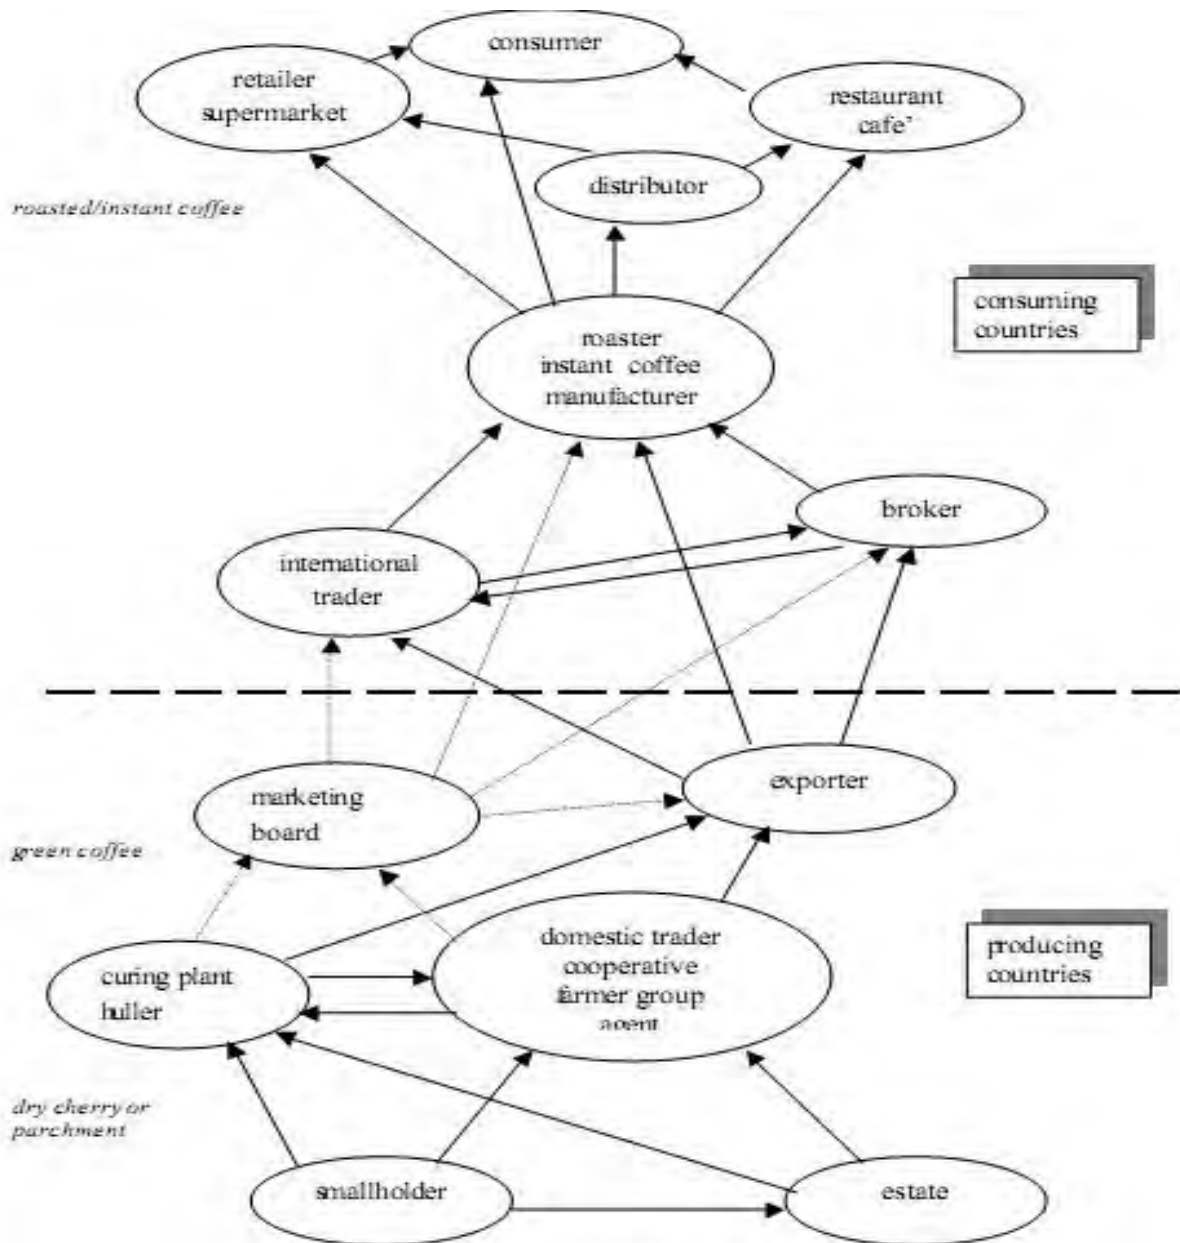 consumer
retailer
supermarket
restaurant
cafe’
distributor
roasted/instant coffee
consuming
countries
roaster
instant coffee
manufacturer
broker
international
trader
exporter
marketing
board
green coffee
domestic trader
cooperative
farmer group
agent
producing
countries
curing plant
huller
dry cherry or
parchment
smallholder
estate